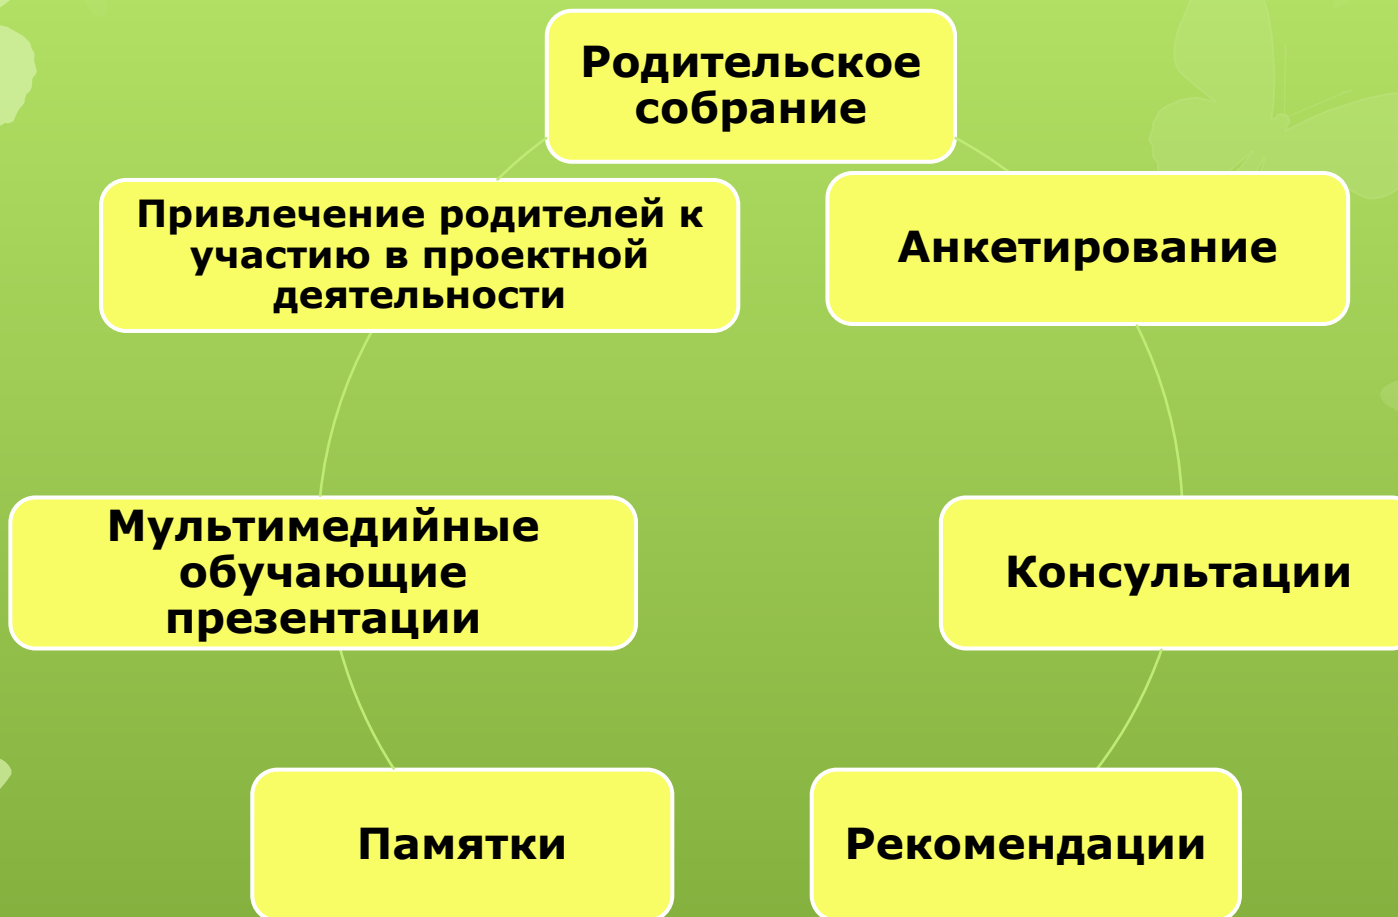 Родительское
собрание
Привлечение родителей к
участию в проектной
деятельности
Анкетирование
Мультимедийные
обучающие
презентации
Консультации
Памятки
Рекомендации